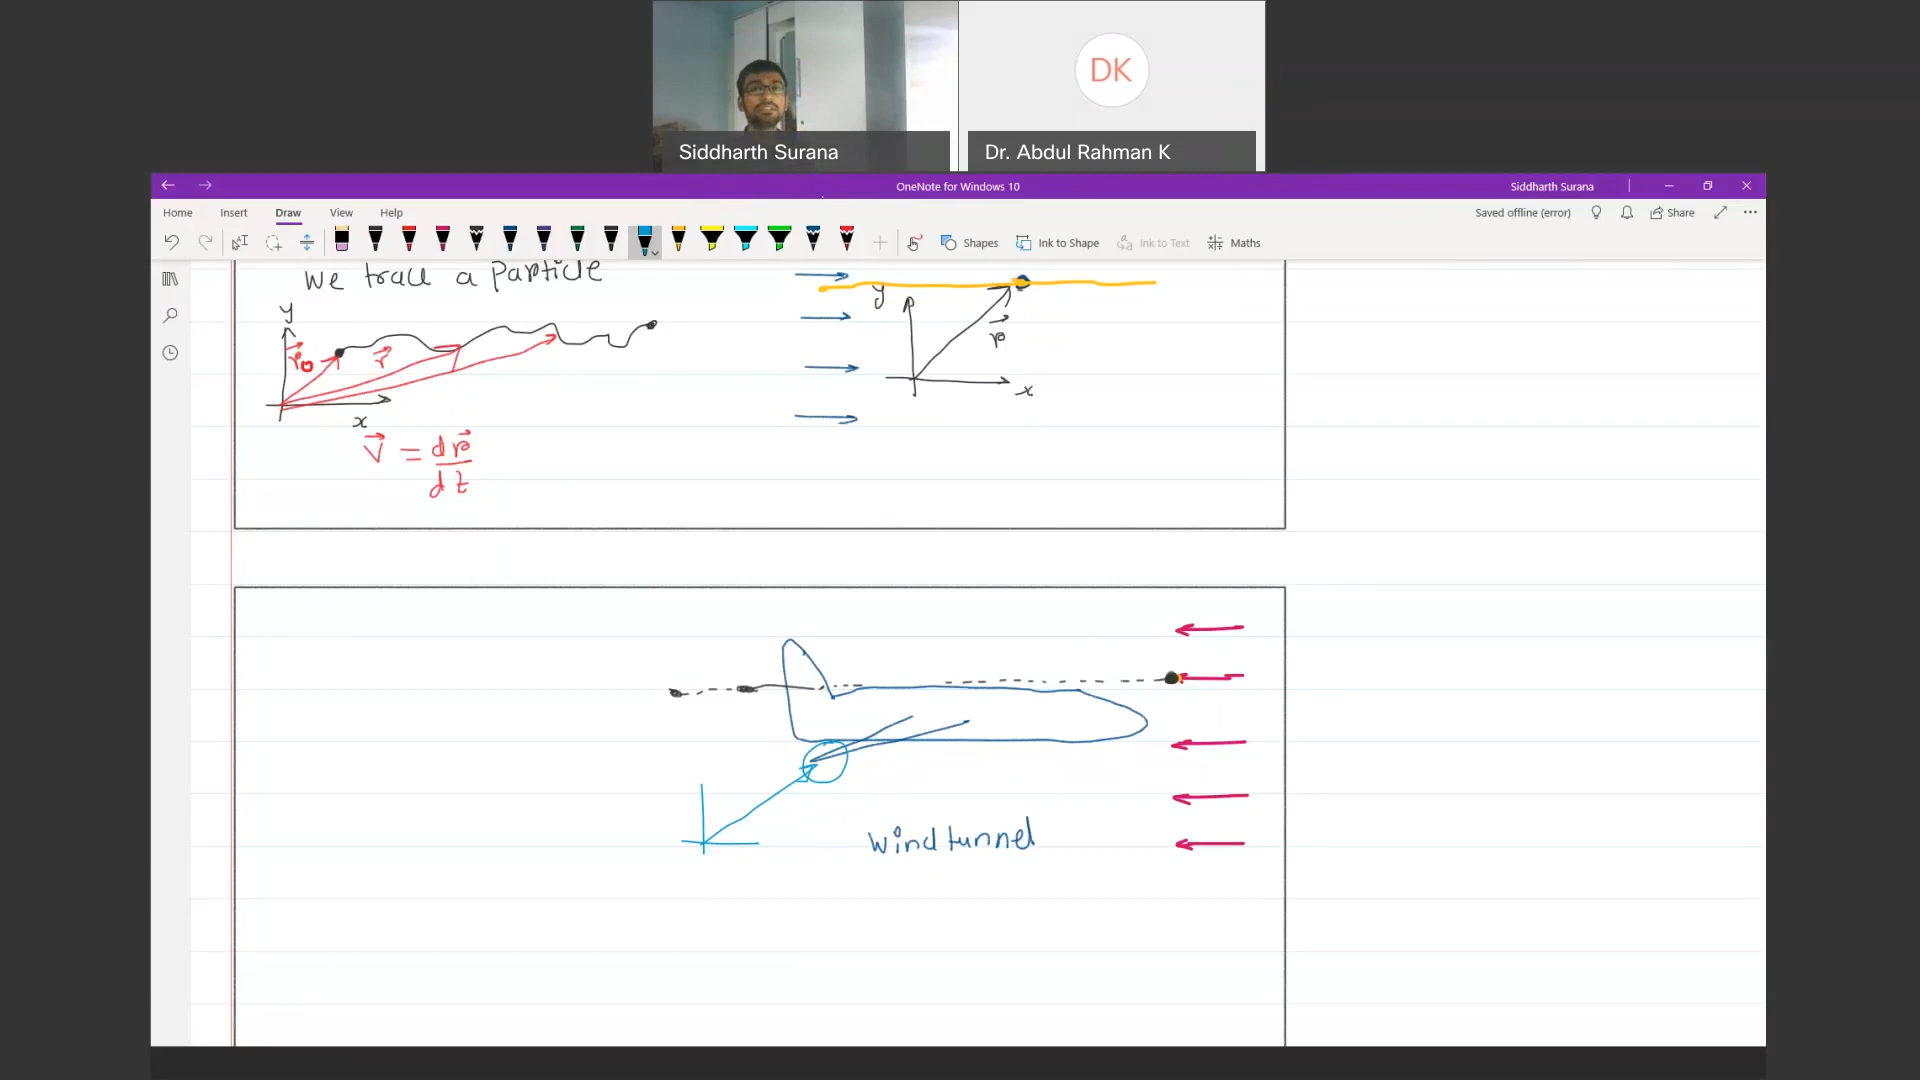 DK
Siddharth Surana
Dr. Abdul Rahman K
OneNote for Windows 10
Siddharth Surana
Home Insert Draw View Help
Saved offline (error)
Share
Shapes
Ink to Shape
Ink to Text
Maths
we track a Particle
y
r0
r
x
V = dr
dt
y
r
x
wind tunnel